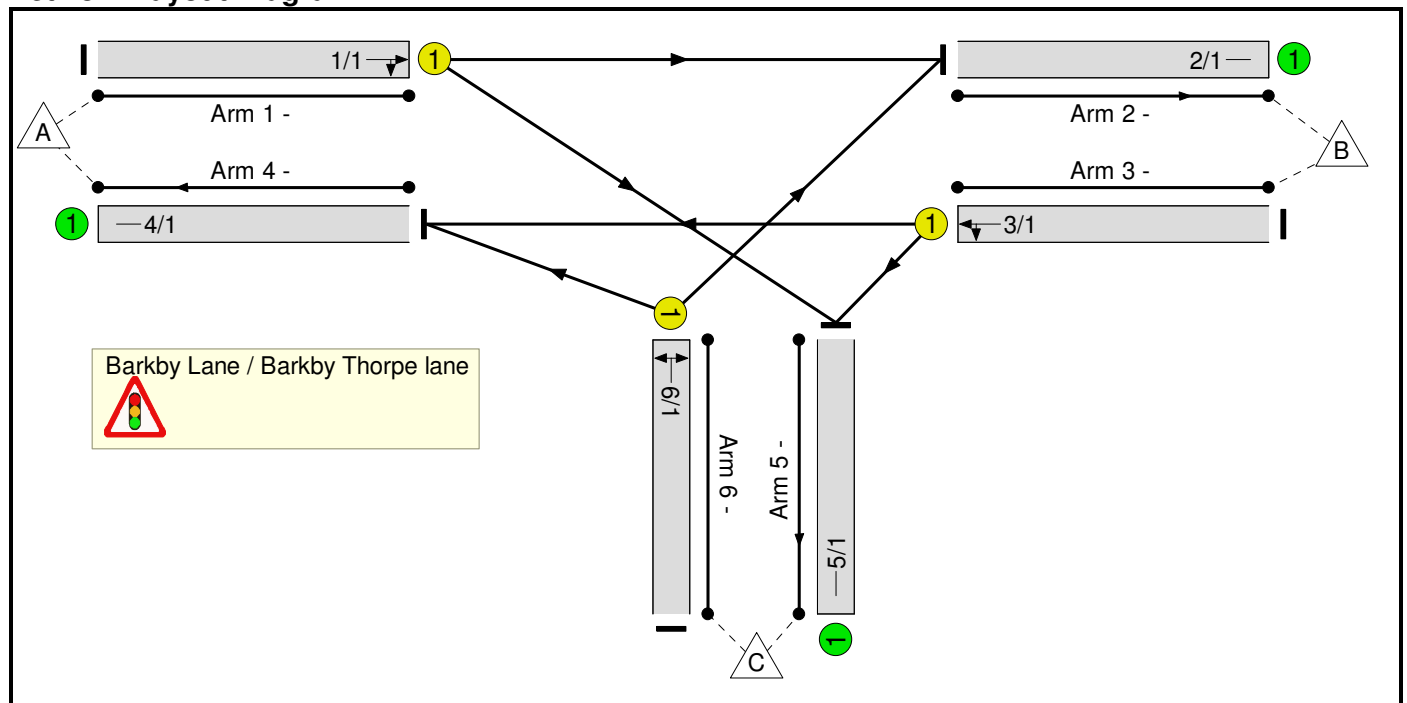 1/1
1
2/1
1
Arm 1 -
Arm 2 -
A
B
Arm 4 -
Arm 3 -
1
4/1
1
3/1
1
Barkby Lane / Barkby Thorpe lane
6/1
Arm 6 -
Arm 5 -
5/1
1
C